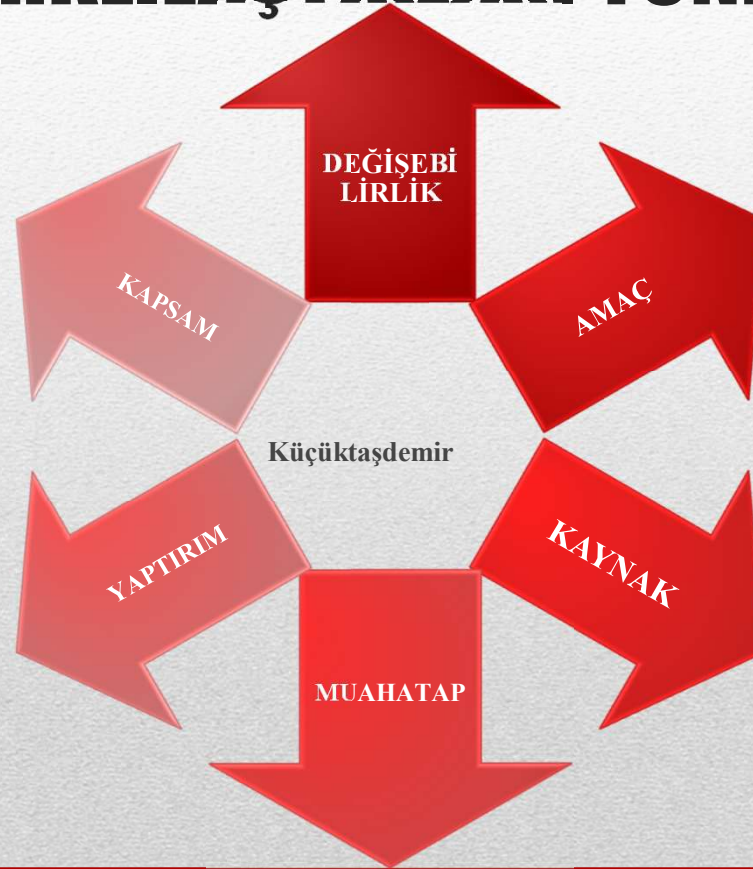 DEĞİŞEBİ
LİRLİK
AMAÇ
KAPSAM
Küçüktaşdemir
KAYNAK
YAPTIRIM
MUAHATAP